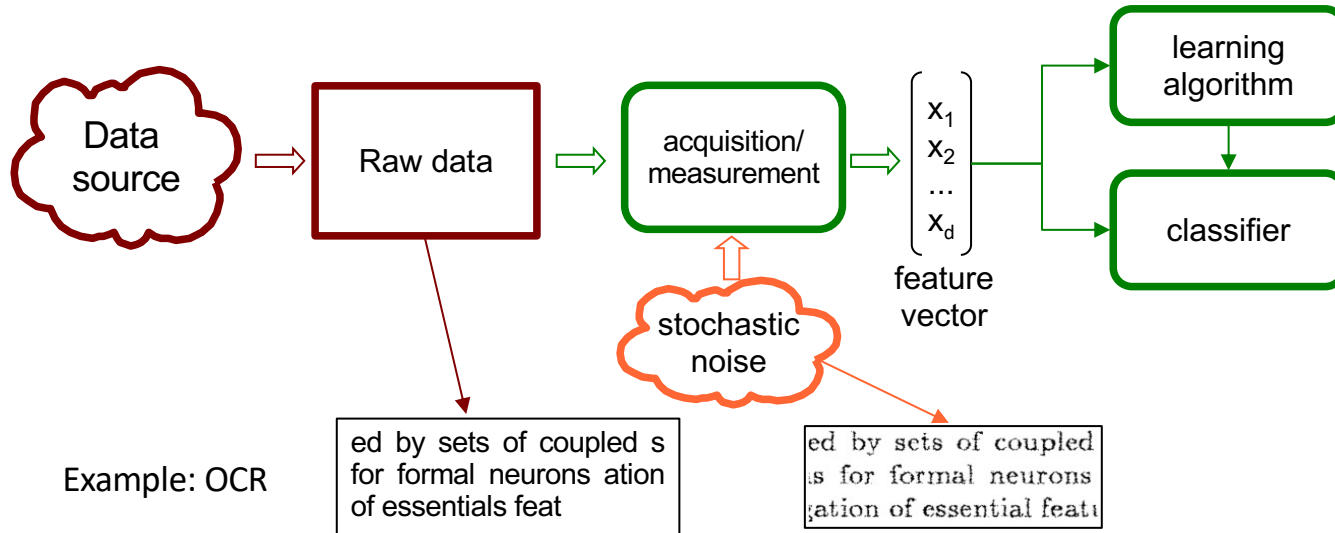 Data
source
Raw data
acquisition/
measurement
x1
x2
...
xd
feature
vector
learning
algorithm
classifier
stochastic
noise
Example: OCR
ed by sets of coupled s
for formal neurons ation
of essentials feat
ed by sets of coupled
s for formal neurons
gation of essential featu